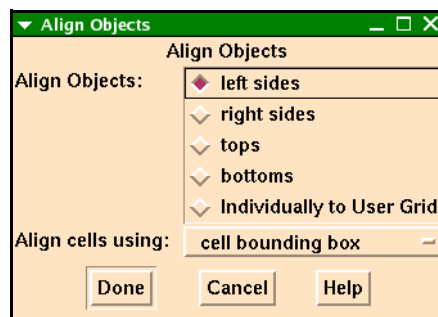 Align Objects
Align Objects
Align Objects: left sides
right sides
tops
bottoms
Individually to User Grid
Align cells using: cell bounding box
Done Cancel Help